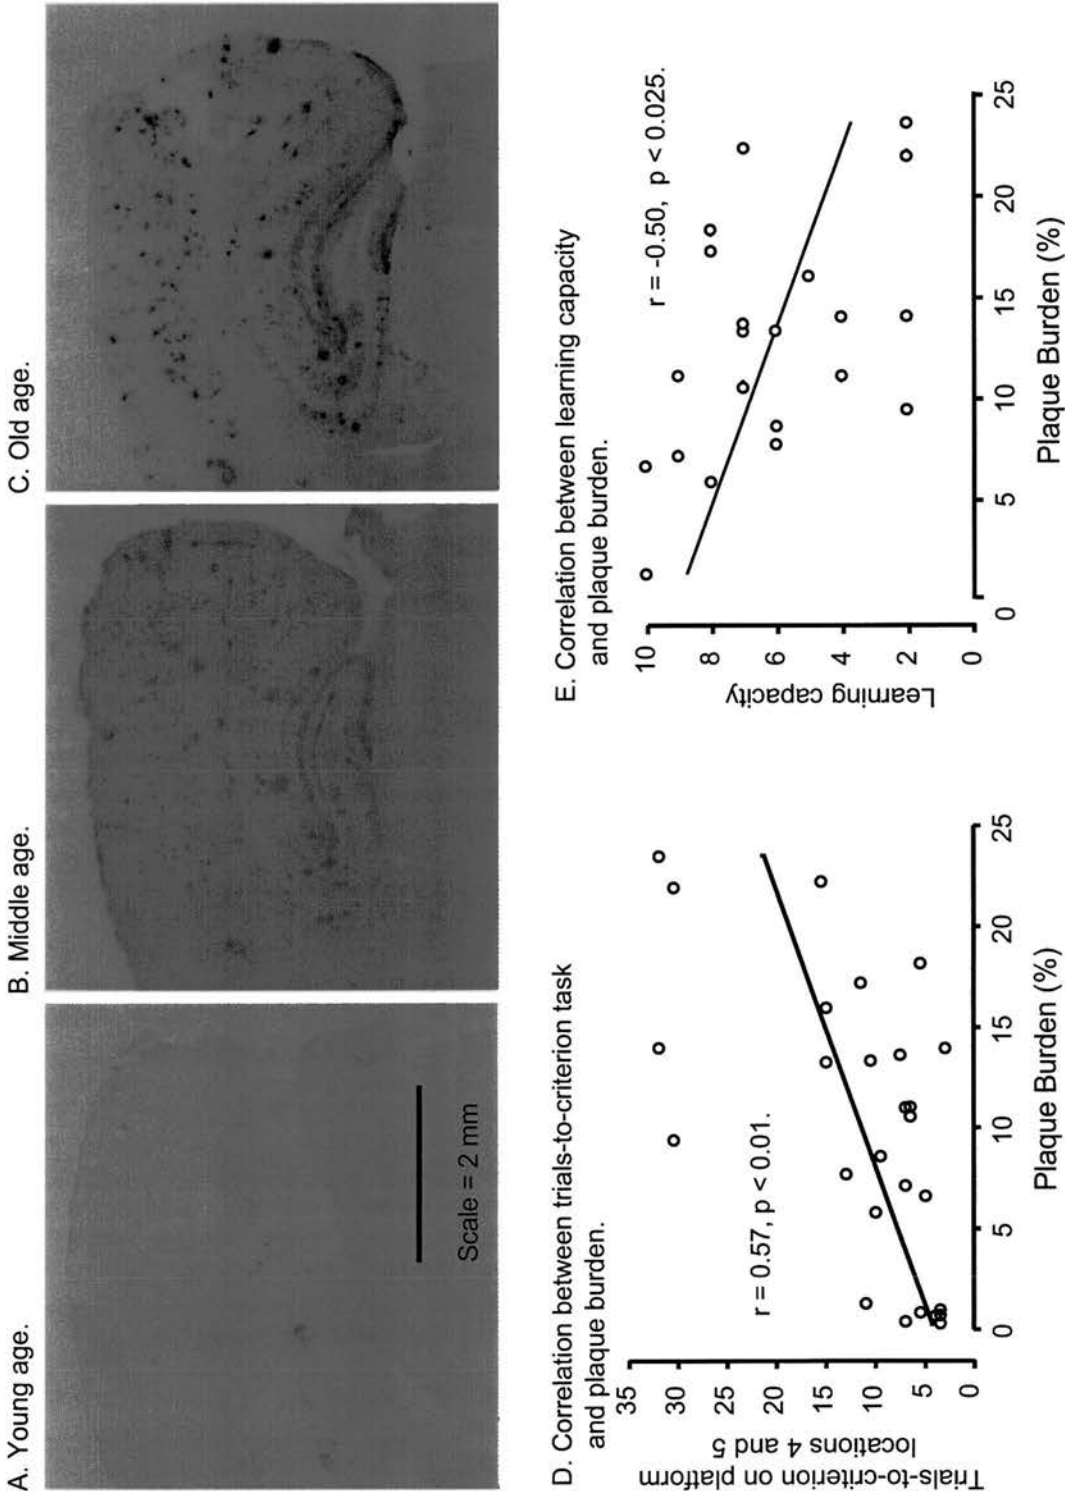 A. Young age.
B. Middle age.
C. Old age.
Scale = 2 mm
D. Correlation between trials-to-criterion task
and plaque burden.
r = 0.57, p < 0.01.
Trials-to-criterion on platform
locations 4 and 5
35
30
25
20
15
10
5
0
0
5
10
15
20
25
Plaque Burden (%)
E. Correlation between learning capacity
and plaque burden.
r = -0.50, p < 0.025.
Learning capacity
10
8
6
4
2
0
0
5
10
15
20
25
Plaque Burden (%)